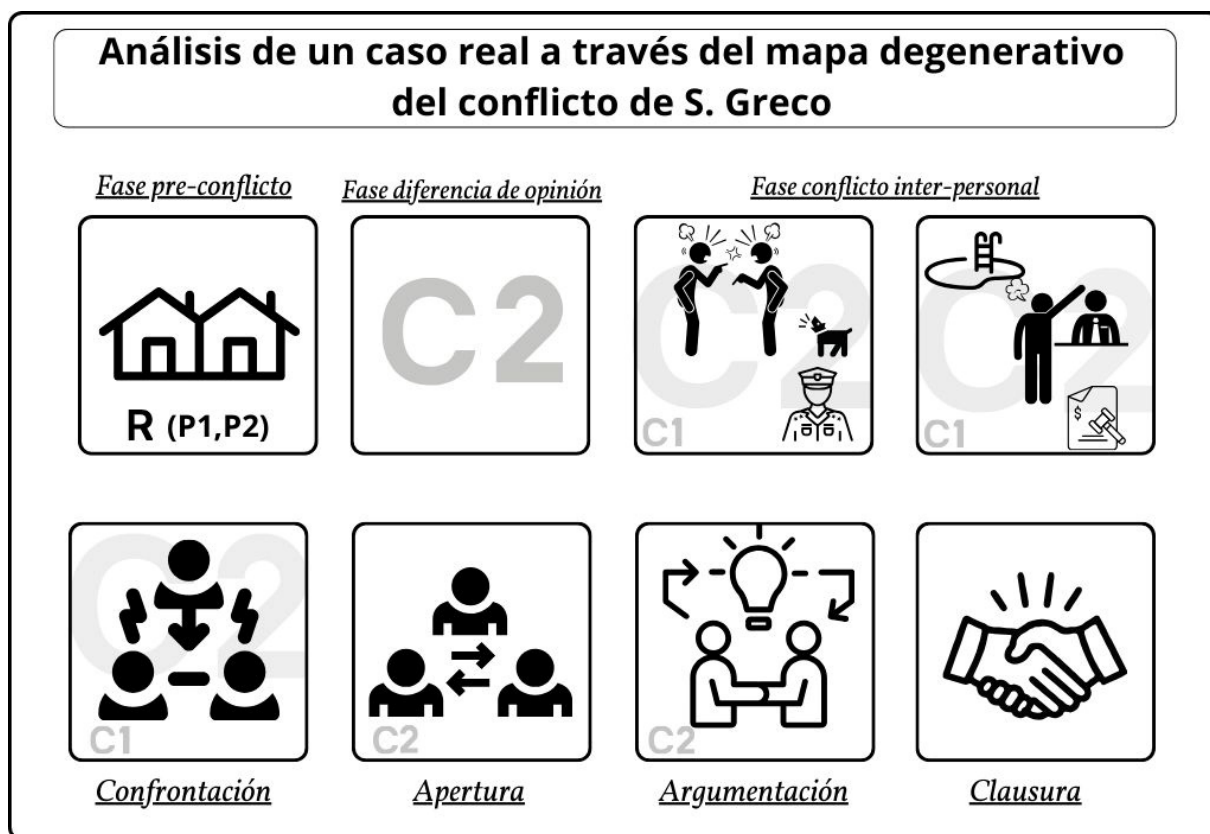 Análisis de un caso real a través del mapa degenerativo
del conflicto de S. Greco
Fase pre-conflicto
Fase diferencia de opinión
Fase conflicto inter-personal
R (P1,P2)
C2
C2
C1
C2
C1
$
C2
C1
C2
C2
Confrontación
Apertura
Argumentación
Clausura